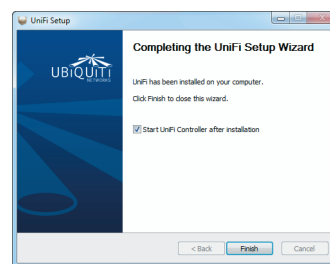 UniFi Setup
Completing the UniFi Setup Wizard
UBIQUITI
NETWORKS
UniFi has been installed on your computer.
Click Finish to close this wizard.
Start UniFi Controller after installation
< Back
Finish
Cancel